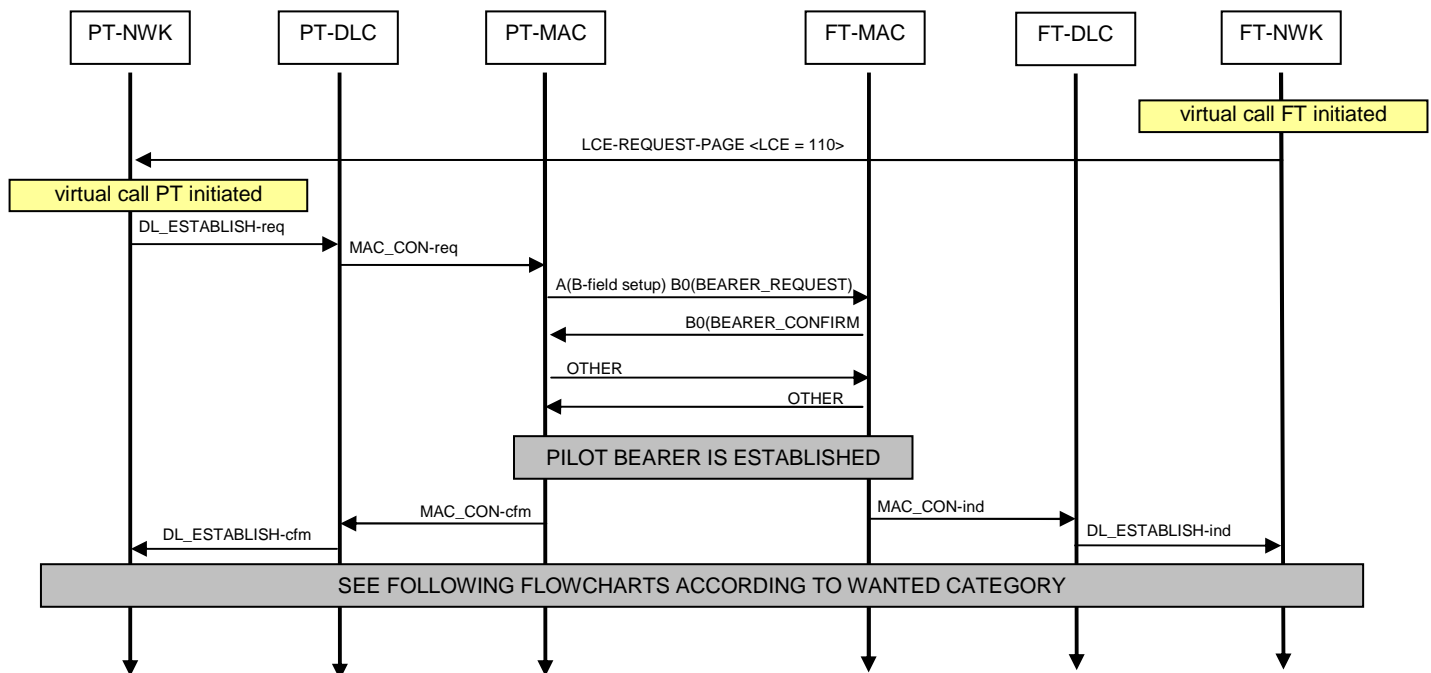 PT-NWK PT-DLC PT-MAC FT-MAC FT-DLC FT-NWK
virtual call FT initiated
LCE-REQUEST-PAGE <LCE = 110>
virtual call PT initiated
DL_ESTABLISH-req
MAC_CON-req
A(B-field setup) B0(BEARER_REQUEST)
B0(BEARER_CONFIRM
OTHER
OTHER
PILOT BEARER IS ESTABLISHED
MAC_CON-cfm MAC_CON-ind
DL_ESTABLISH-cfm DL_ESTABLISH-ind
SEE FOLLOWING FLOWCHARTS ACCORDING TO WANTED CATEGORY